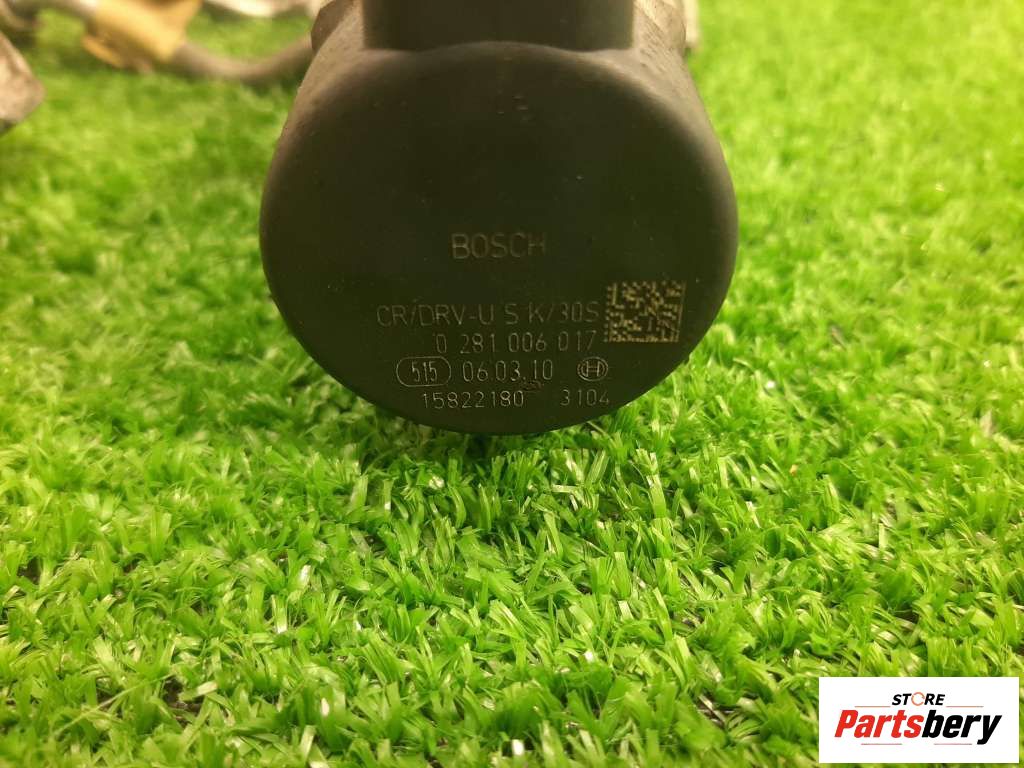 BOSCH
CR/DRV-U S K/30S
0 281 006 017
515 06.03.10
15822180 3104
STORE
Partsbery